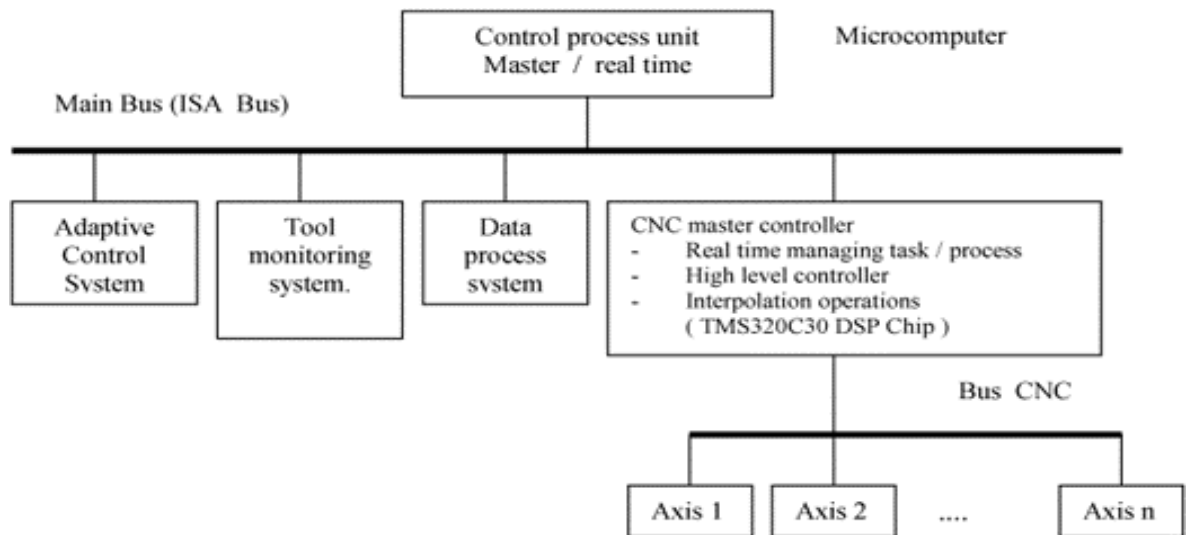 Control process unit
Master / real time
Microcomputer
Main Bus (ISA Bus)
Adaptive
Control
System
Tool
monitoring
system.
Data
process
system
CNC master controller
- Real time managing task / process
- High level controller
- Interpolation operations
( TMS320C30 DSP Chip )
Bus CNC
Axis 1
Axis 2
....
Axis n